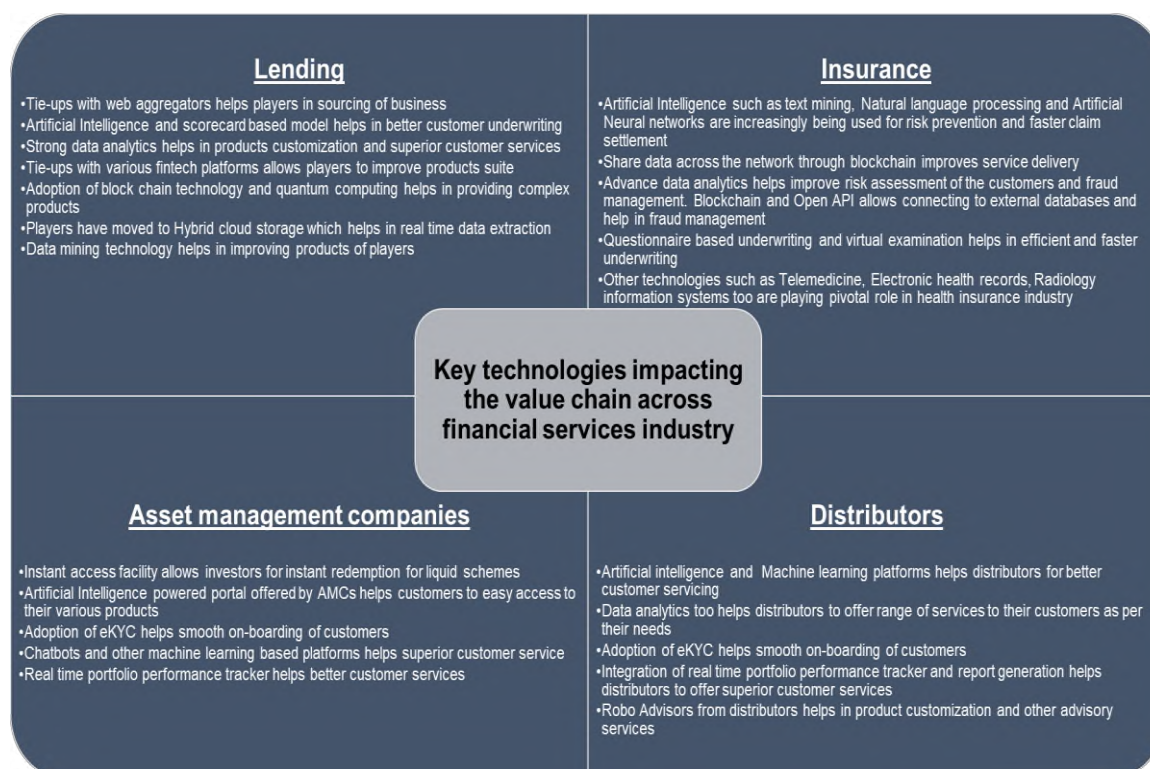 Lending
•Tie-ups with web aggregators helps players in sourcing of business
•Artificial Intelligence and scorecard based model helps in better customer underwriting
•Strong data analytics helps in products customization and superior customer services
•Tie-ups with various fintech platforms allows players to improve products suite
•Adoption of block chain technology and quantum computing helps in providing complex
products
•Players have moved to Hybrid cloud storage which helps in real time data extraction
•Data mining technology helps in improving products of players
Insurance
•Artificial Intelligence such as text mining, Natural language processing and Artificial
Neural networks are increasingly being used for risk prevention and faster claim
settlement
•Share data across the network through blockchain improves service delivery
•Advance data analytics helps improve risk assessment of the customers and fraud
management. Blockchain and Open API allows connecting to external databases and
help in fraud management
•Questionnaire based underwriting and virtual examination helps in efficient and faster
underwriting
•Other technologies such as Telemedicine, Electronic health records, Radiology
information systems too are playing pivotal role in health insurance industry
Key technologies impacting
the value chain across
financial services industry
Asset management companies
•Instant access facility allows investors for instant redemption for liquid schemes
•Artificial Intelligence powered portal offered by AMCs helps customers to easy access to
their various products
•Adoption of eKYC helps smooth on-boarding of customers
•Chatbots and other machine learning based platforms helps superior customer service
•Real time portfolio performance tracker helps better customer services
Distributors
•Artificial intelligence and Machine learning platforms helps distributors for better
customer servicing
•Data analytics too helps distributors to offer range of services to their customers as per
their needs
•Adoption of eKYC helps smooth on-boarding of customers
•Integration of real time portfolio performance tracker and report generation helps
distributors to offer superior customer services
•Robo Advisors from distributors helps in product customization and other advisory
services